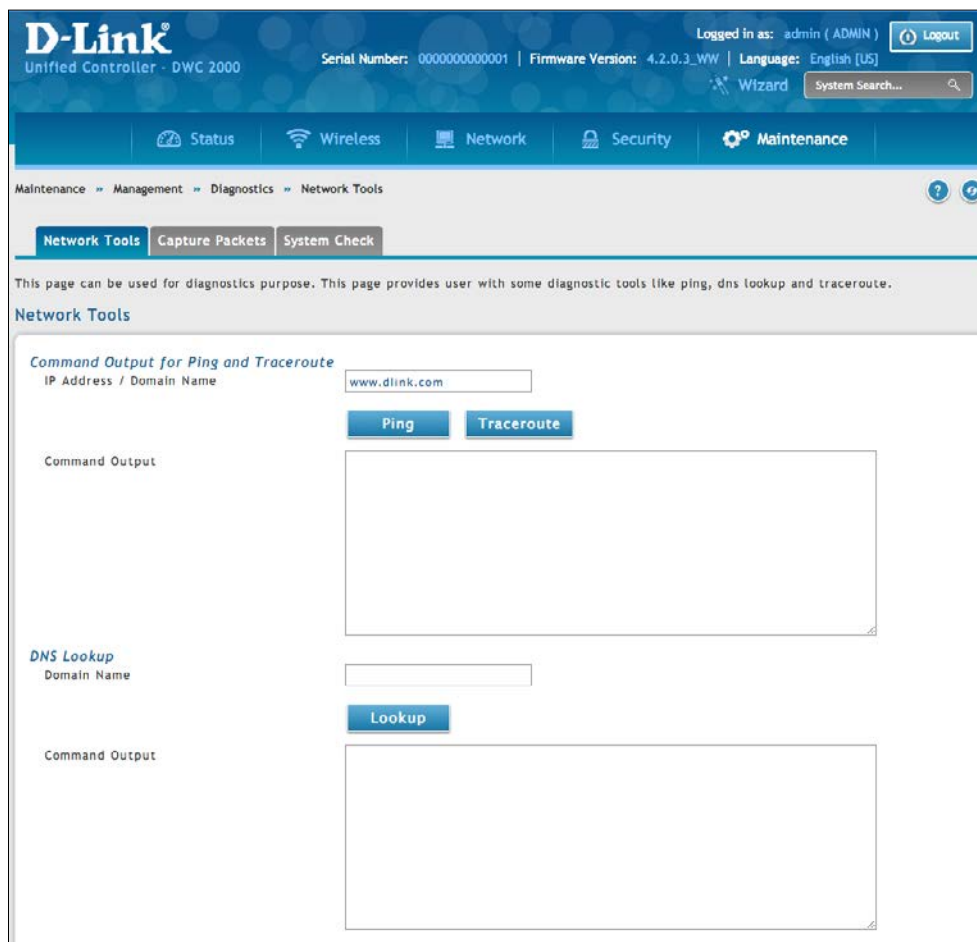 D-Link®
Unified Controller - DWC 2000
Logged in as: admin ( ADMIN ) Logout
Serial Number: 0000000000001 | Firmware Version: 4.2.0.3_WW | Language: English [US]
Wizard System Search...
Status Wireless Network Security Maintenance
Maintenance » Management » Diagnostics » Network Tools ?
Network Tools Capture Packets System Check
This page can be used for diagnostics purpose. This page provides user with some diagnostic tools like ping, dns lookup and traceroute.
Network Tools
Command Output for Ping and Traceroute
IP Address / Domain Name www.dlink.com
Ping Traceroute
Command Output
DNS Lookup
Domain Name
Lookup
Command Output